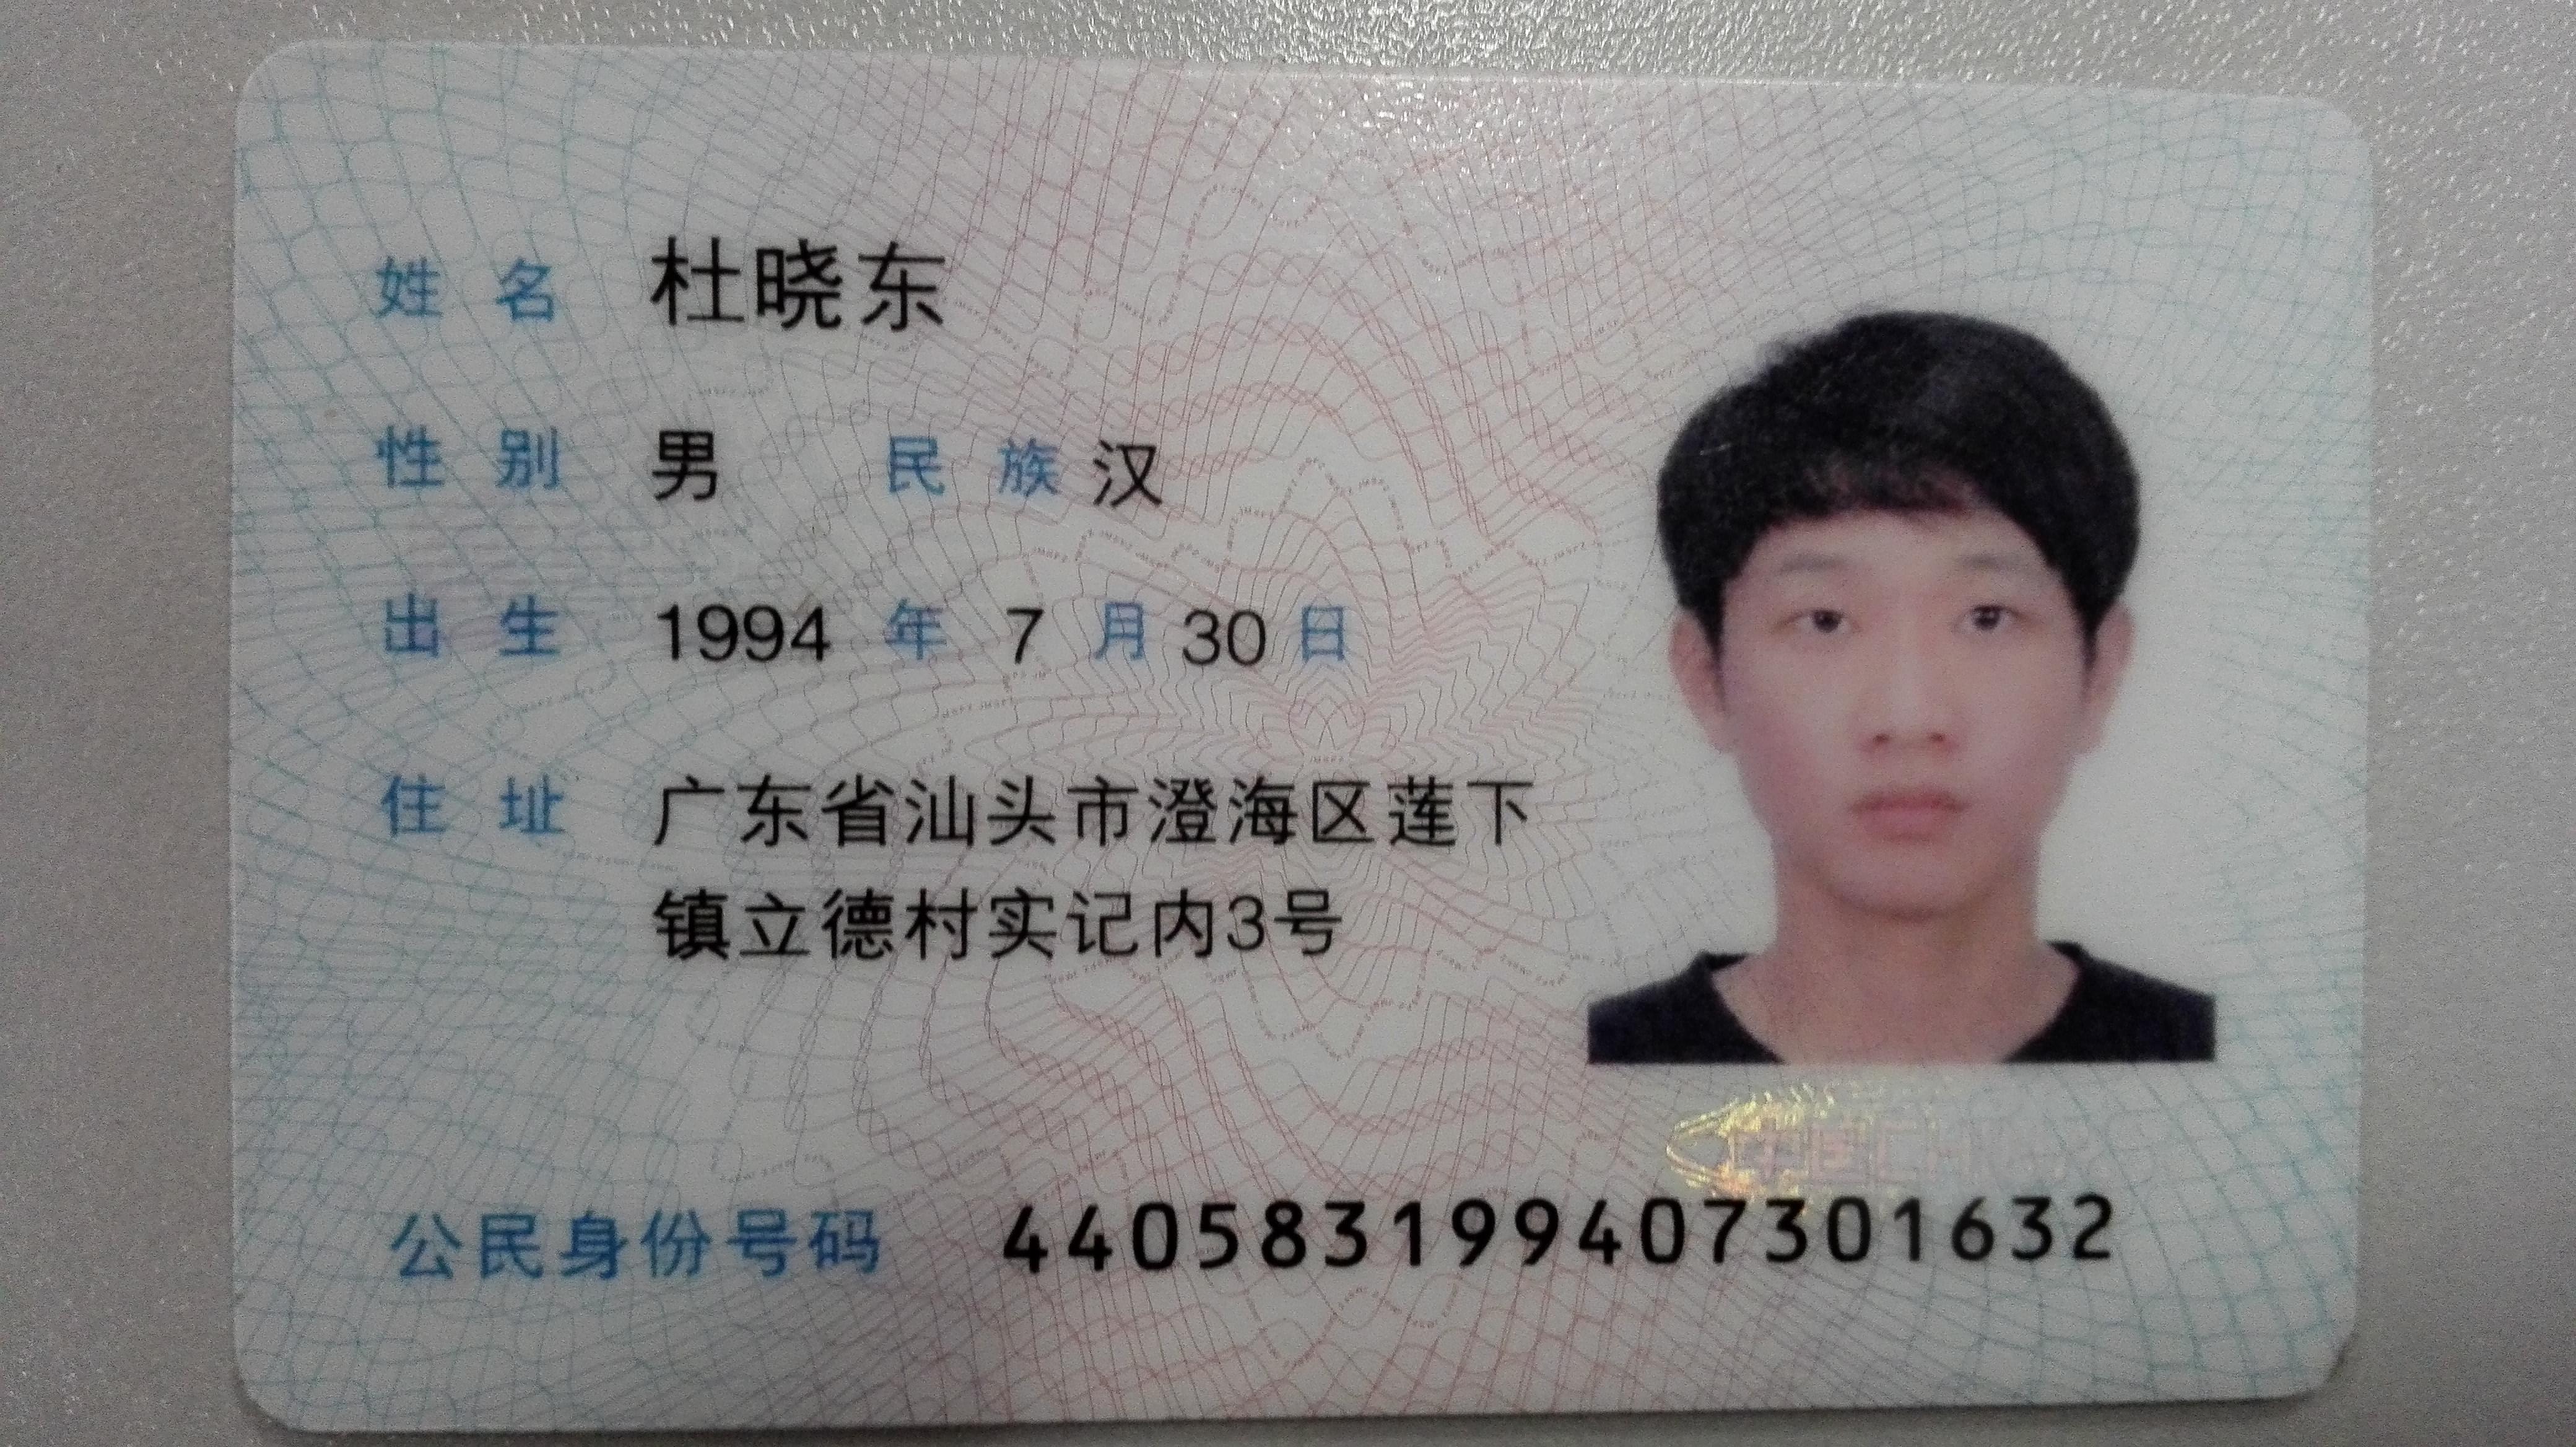 姓名 杜晓东
性别 男 民族 汉
出生 1994 年 7 月 30 日
住址 广东省汕头市澄海区莲下
镇立德村实记内3号
中国CHINA
公民身份号码 440583199407301632